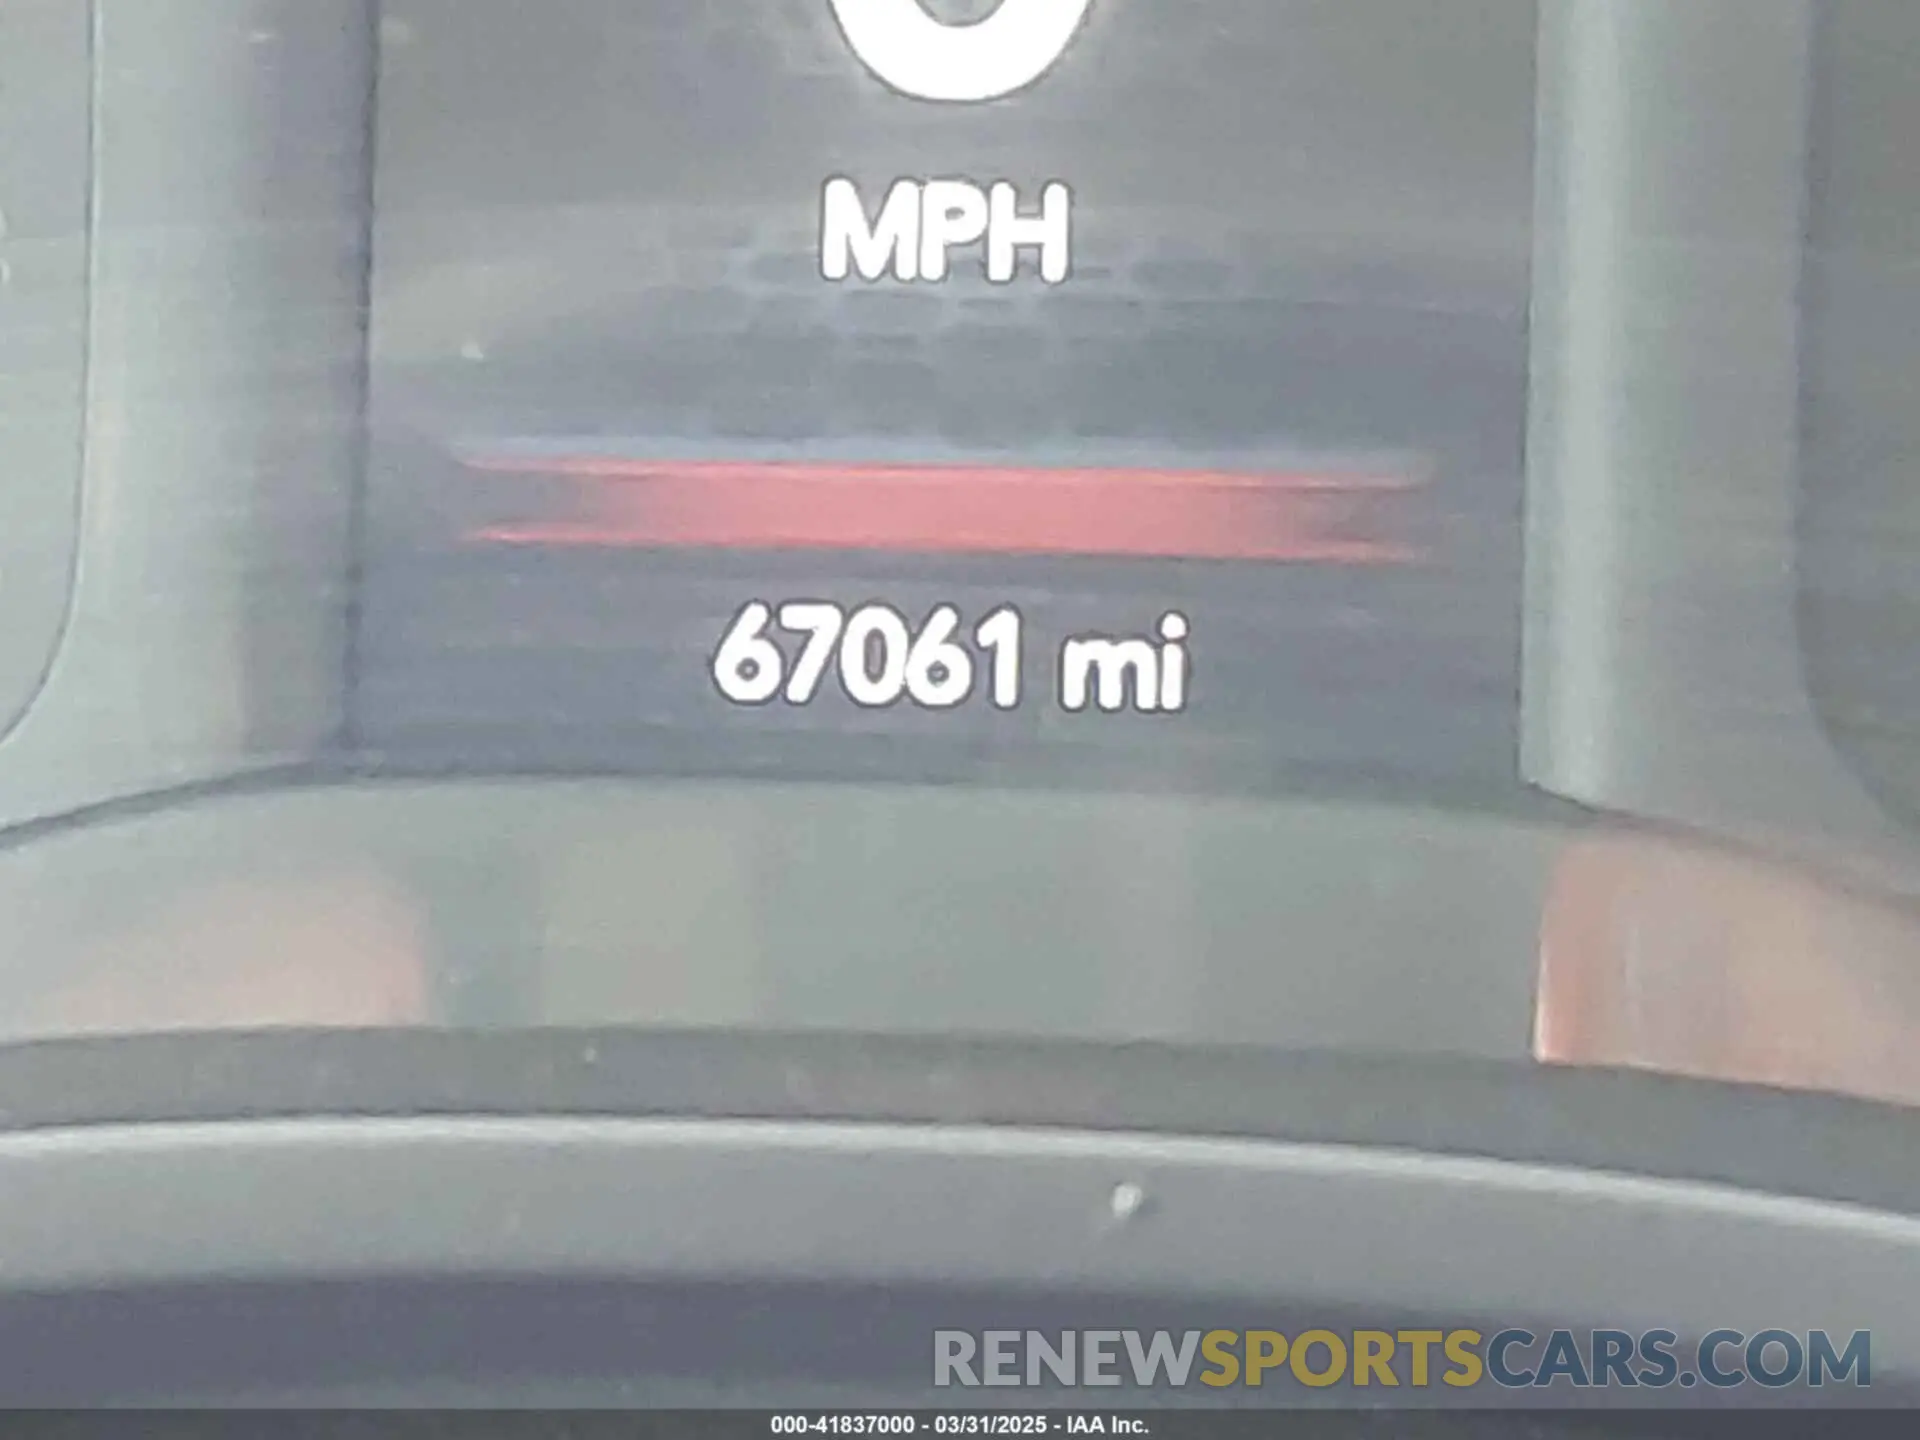 MPH
67061 mi
RENEWSPORTSCARS.COM
000-41837000 - 03/31/2025 - IAA Inc.